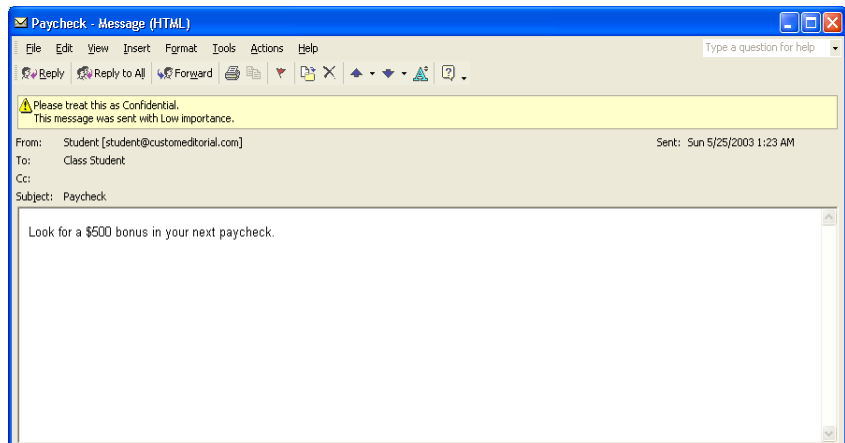 Paycheck - Message (HTML)
File Edit View Insert Format Tools Actions Help Type a question for help
Reply Reply to All Forward
Please treat this as Confidential.
This message was sent with Low importance.
From: Student [student@customeditorial.com] Sent: Sun 5/25/2003 1:23 AM
To: Class Student
Cc:
Subject: Paycheck
Look for a $500 bonus in your next paycheck.